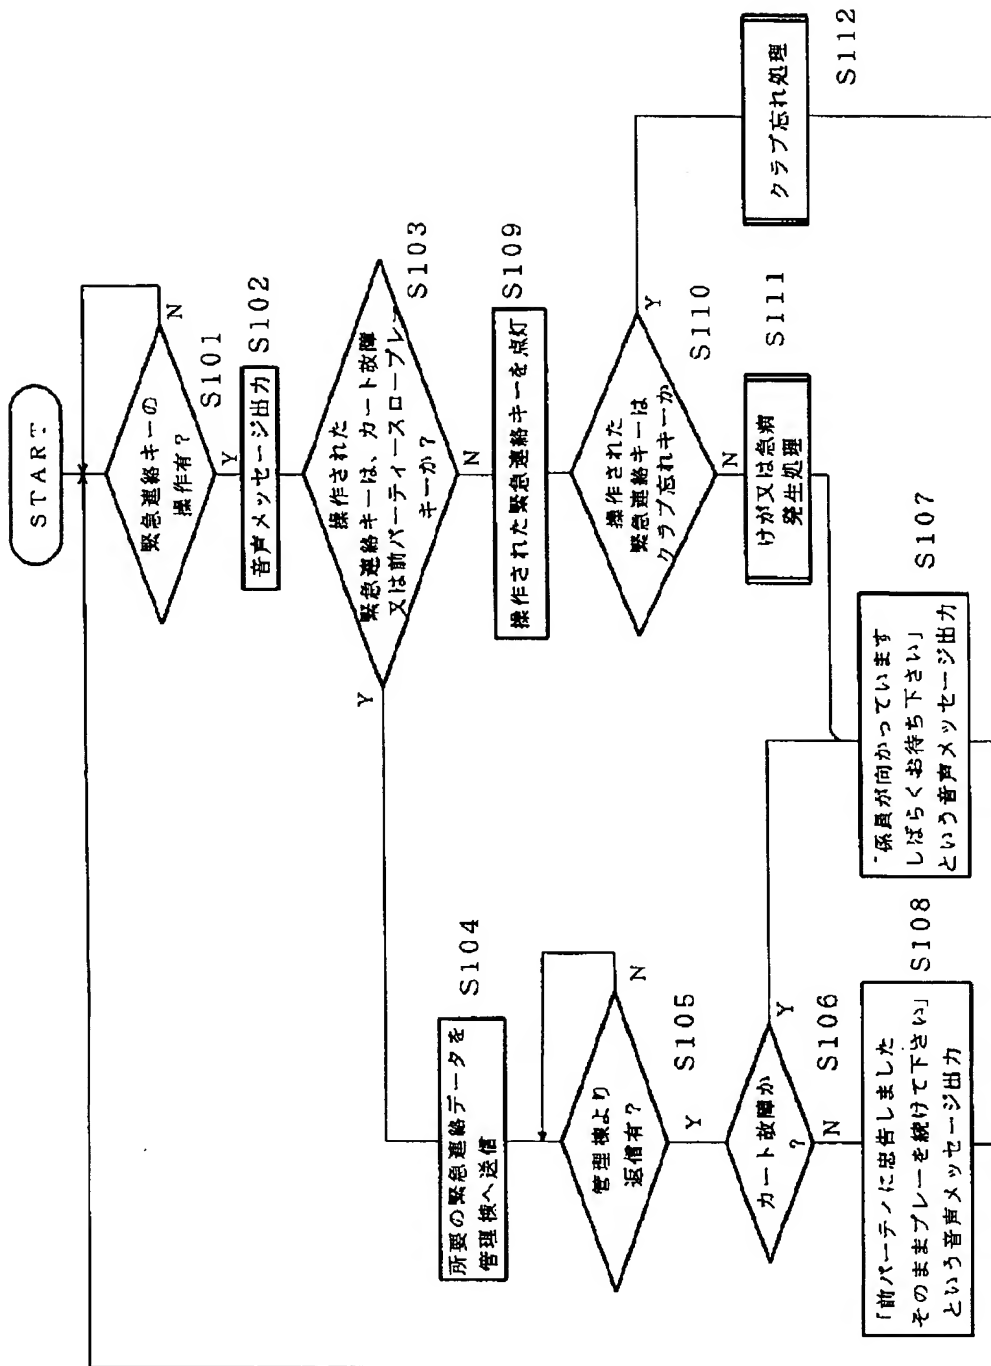 START
緊急連絡キーの
操作有?
S101
N
Y
音声メッセージ出力
S102
操作された
緊急連絡キーは、カート故障
又は前パーティースロープレー
キーか?
S103
Y
N
所要の緊急連絡データを
管理棟へ送信
S104
管理棟より
返信有?
S105
N
Y
カート故障か
?
S106
Y
N
「係員が向かっています
しばらくお待ち下さい」
という音声メッセージ出力
S107
「前パーティに忠告しました
そのままプレーを続けて下さい」
という音声メッセージ出力
S108
操作された緊急連絡キーを点灯
S109
操作された
緊急連絡キーは
クラブ忘れキーか
S110
Y
N
けが又は急病
発生処理
S111
クラブ忘れ処理
S112